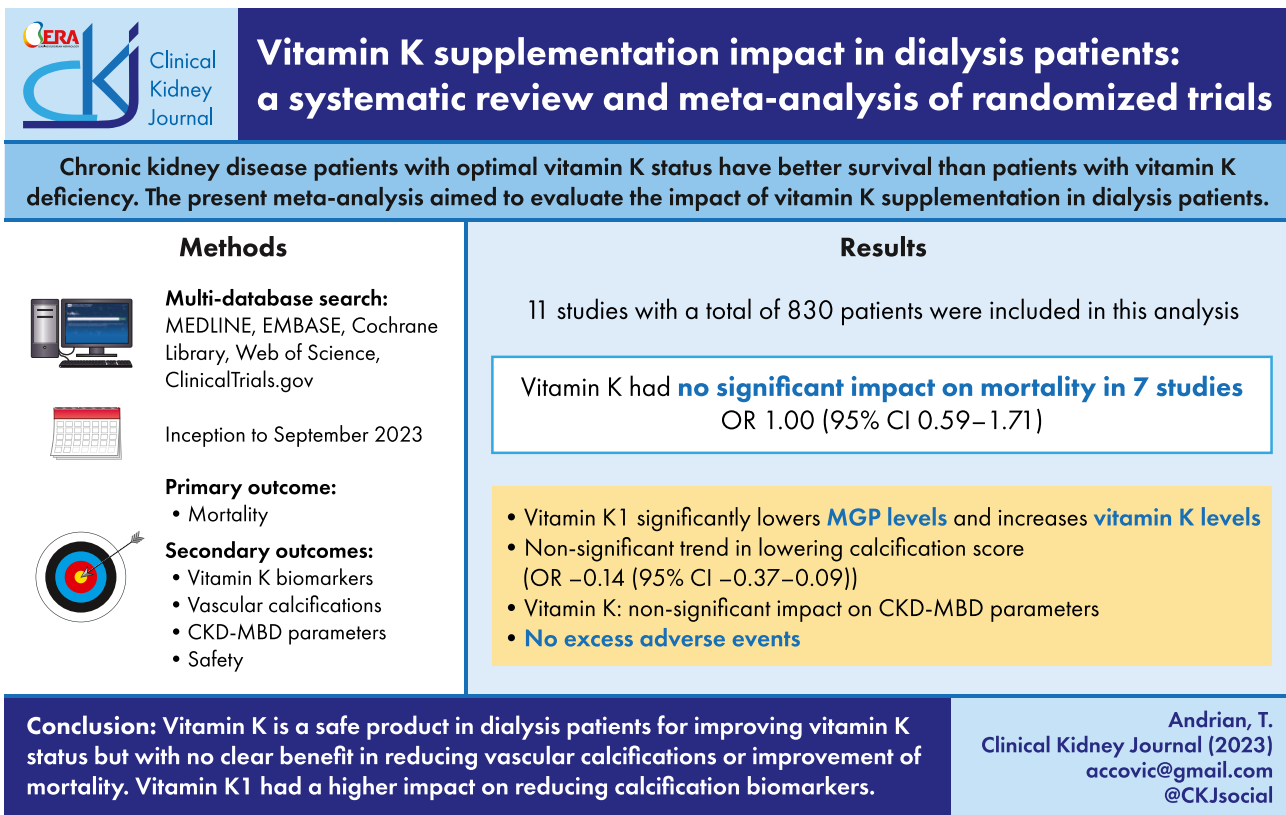 ERA
CKJ
Clinical
Kidney
Journal
Vitamin K supplementation impact in dialysis patients:
a systematic review and meta-analysis of randomized trials
Chronic kidney disease patients with optimal vitamin K status have better survival than patients with vitamin K
deficiency. The present meta-analysis aimed to evaluate the impact of vitamin K supplementation in dialysis patients.
Methods
Multi-database search:
MEDLINE, EMBASE, Cochrane
Library, Web of Science,
ClinicalTrials.gov
Inception to September 2023
Primary outcome:
• Mortality
Secondary outcomes:
• Vitamin K biomarkers
• Vascular calcifications
• CKD-MBD parameters
• Safety
Results
11 studies with a total of 830 patients were included in this analysis
Vitamin K had no significant impact on mortality in 7 studies
OR 1.00 (95% CI 0.59–1.71)
• Vitamin K1 significantly lowers MGP levels and increases vitamin K levels
• Non-significant trend in lowering calcification score
(OR –0.14 (95% CI –0.37–0.09))
• Vitamin K: non-significant impact on CKD-MBD parameters
• No excess adverse events
Conclusion: Vitamin K is a safe product in dialysis patients for improving vitamin K
status but with no clear benefit in reducing vascular calcifications or improvement of
mortality. Vitamin K1 had a higher impact on reducing calcification biomarkers.
Andrian, T.
Clinical Kidney Journal (2023)
accovic@gmail.com
@CKJsocial